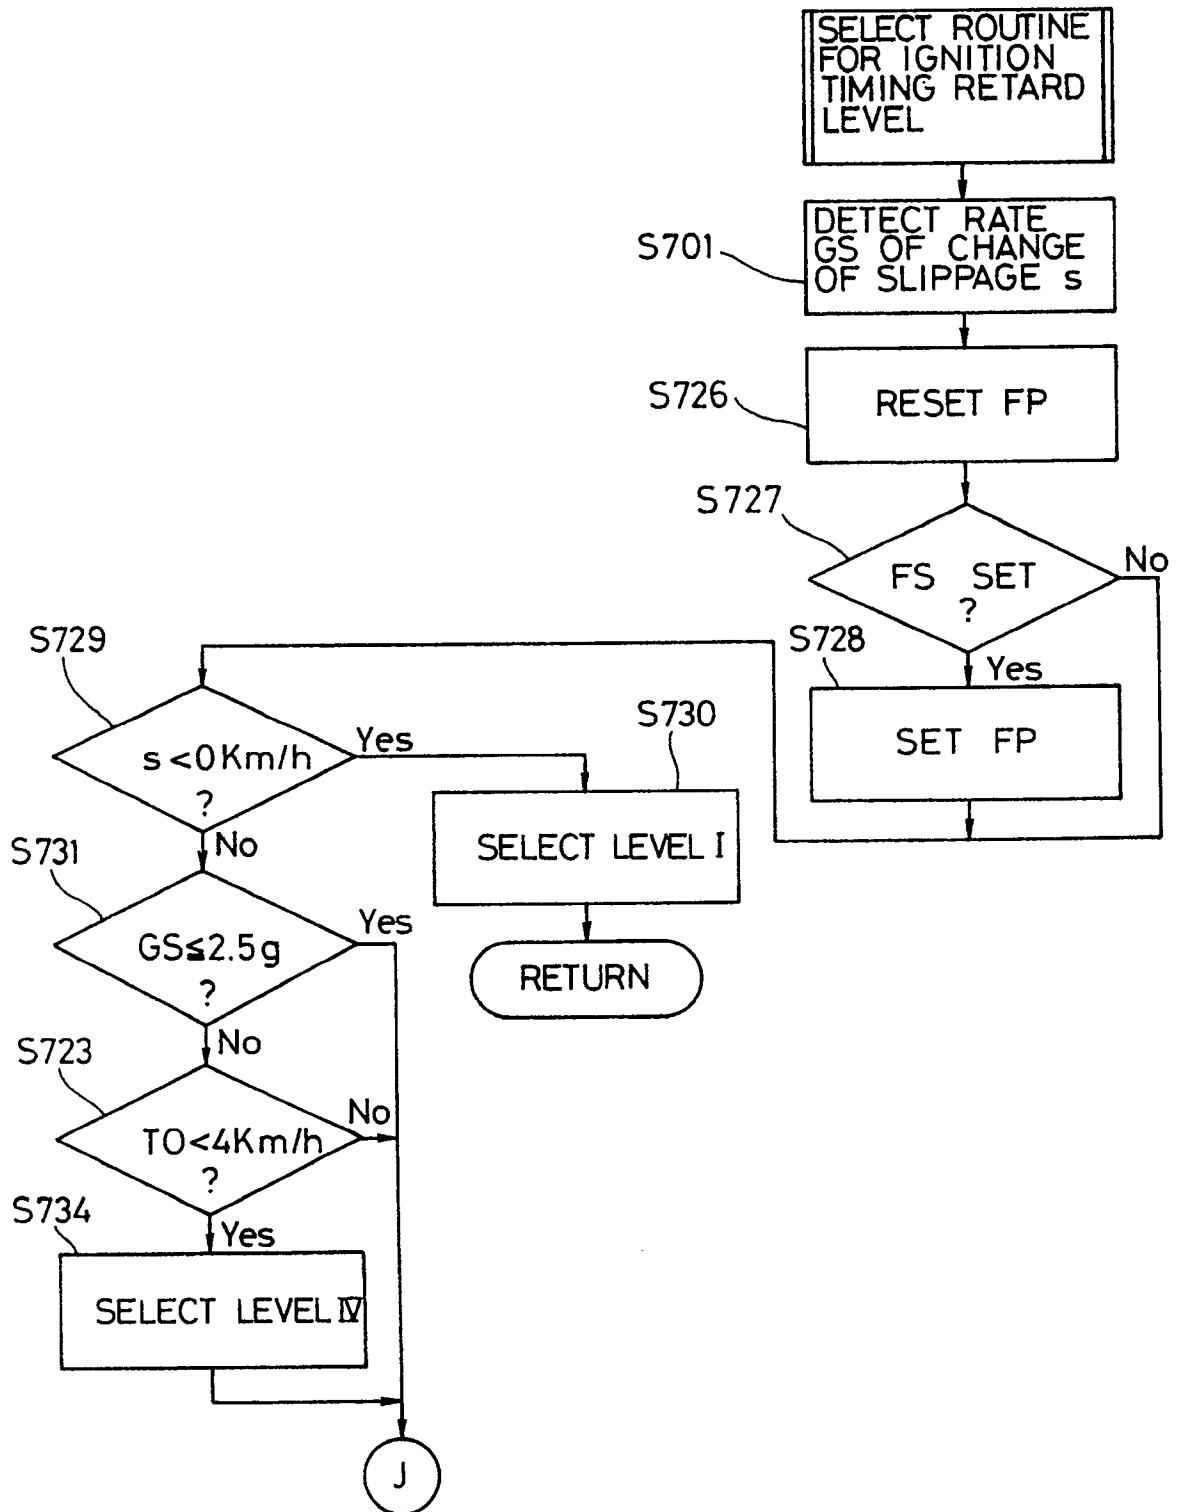 SELECT ROUTINE
FOR IGNITION
TIMING RETARD
LEVEL
S701
DETECT RATE
GS OF CHANGE
OF SLIPPAGE s
S726
RESET FP
S727
FS SET
?
No
Yes
S728
SET FP
S729
s<0Km/h
?
Yes
No
S730
SELECT LEVEL I
RETURN
S731
GS≦2.5g
?
Yes
No
S723
TO<4Km/h
?
No
Yes
S734
SELECT LEVEL Ⅳ
J